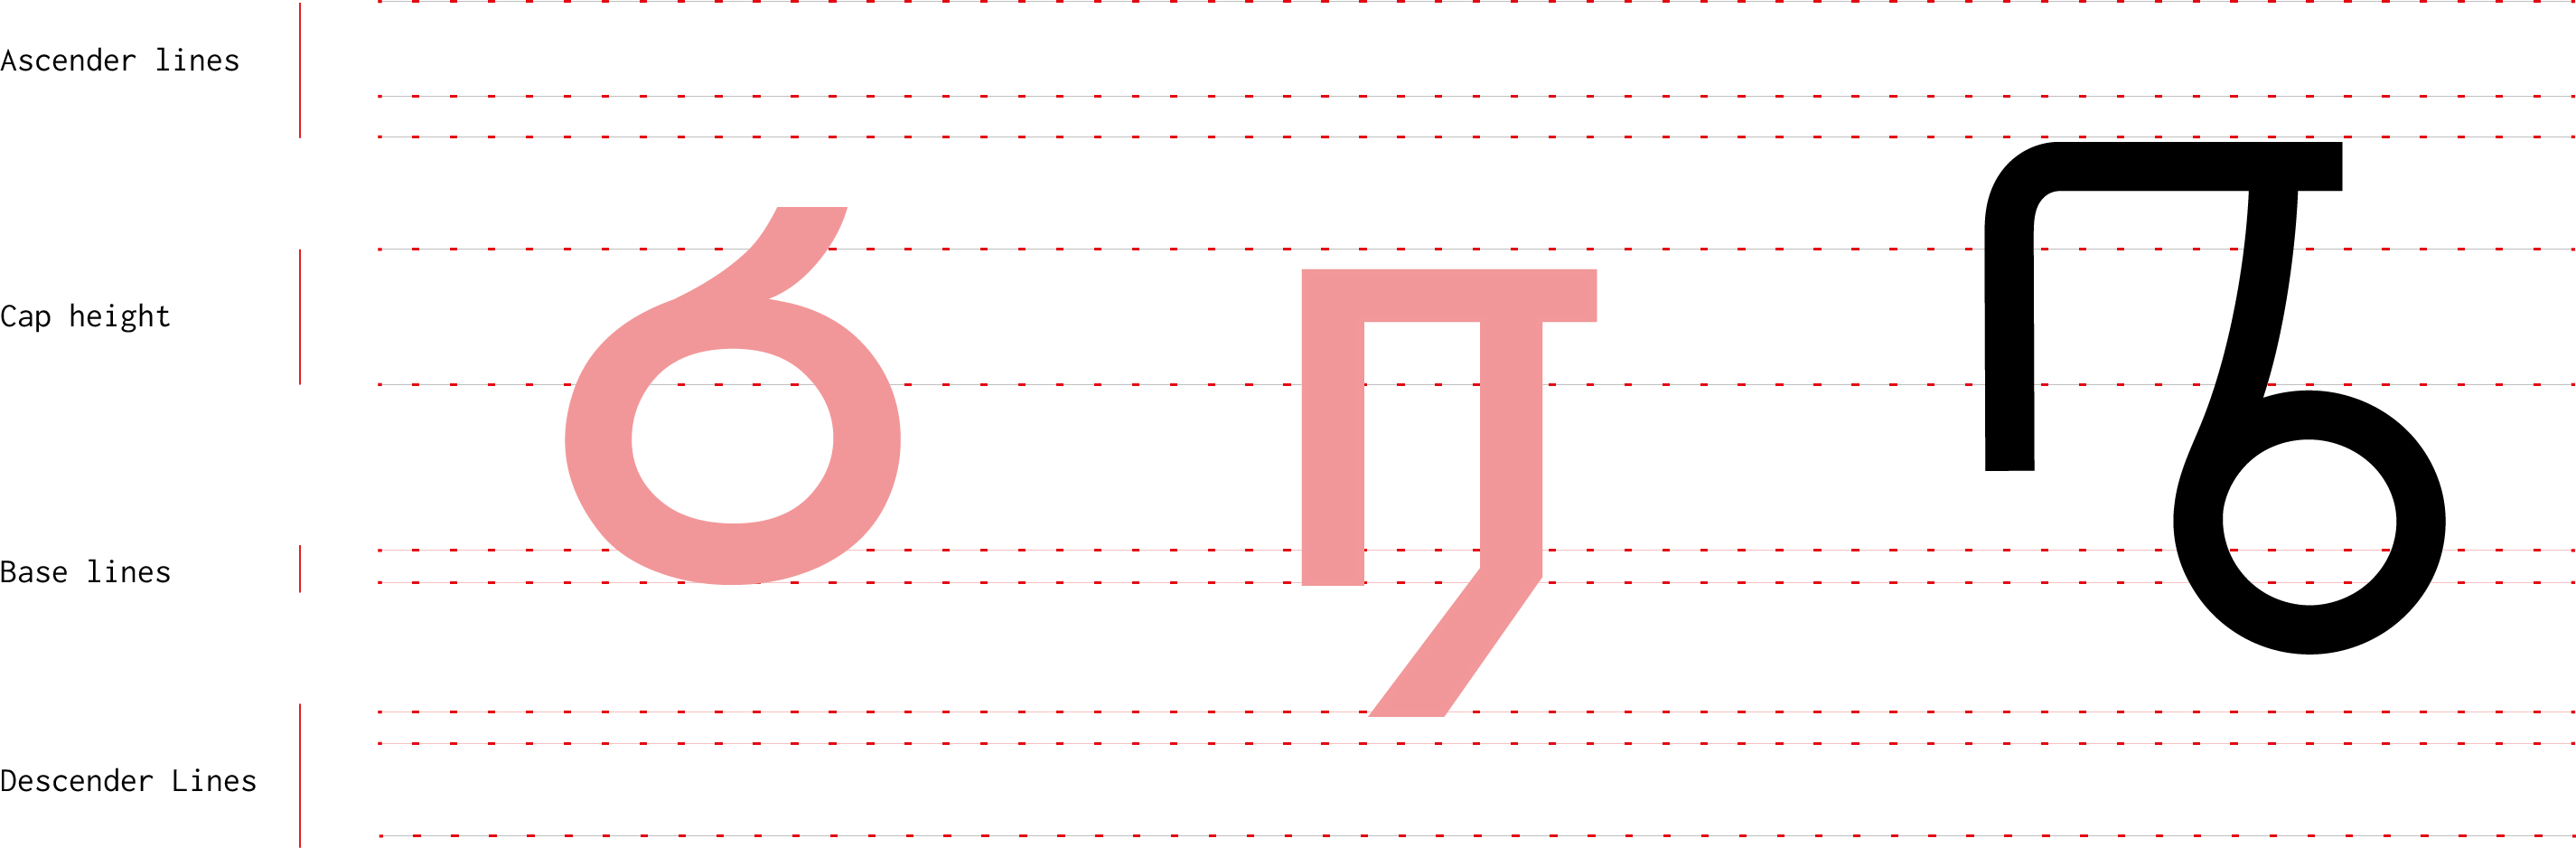 Ascender lines
Cap height
Base lines
Descender Lines